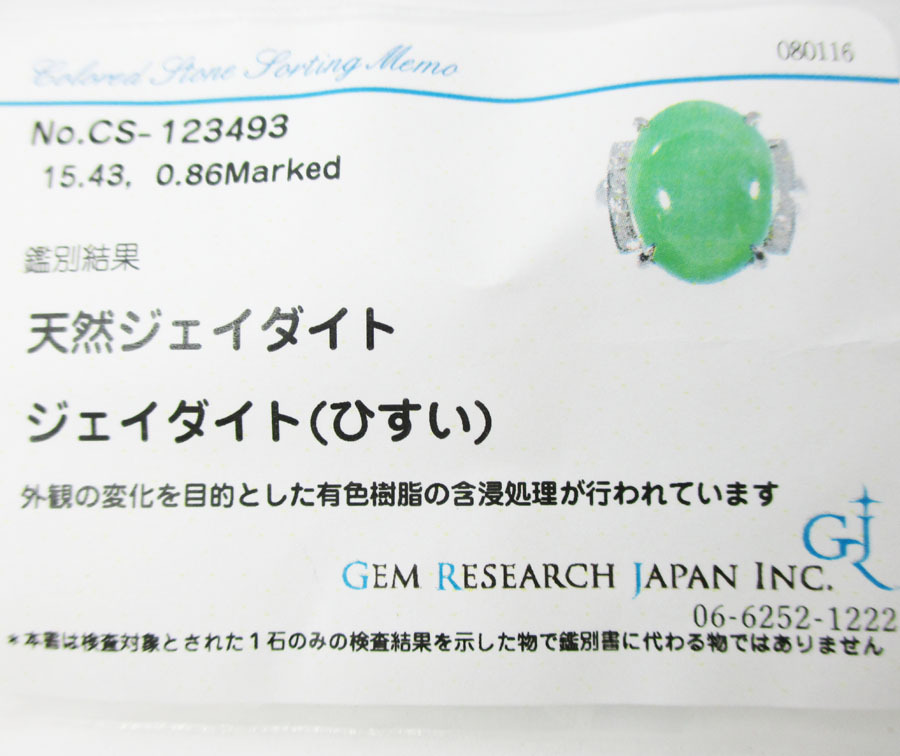 Colored Stone Sorting Memo
080116
No.CS-123493
15.43, 0.86Marked
鑑別結果
天然ジェイダイト
ジェイダイト(ひすい)
外観の変化を目的とした有色樹脂の含浸処理が行われています
GJ
GEM RESEARCH JAPAN INC.
06-6252-1222
*本書は検査対象とされた1石のみの検査結果を示した物で鑑別書に代わる物ではありません